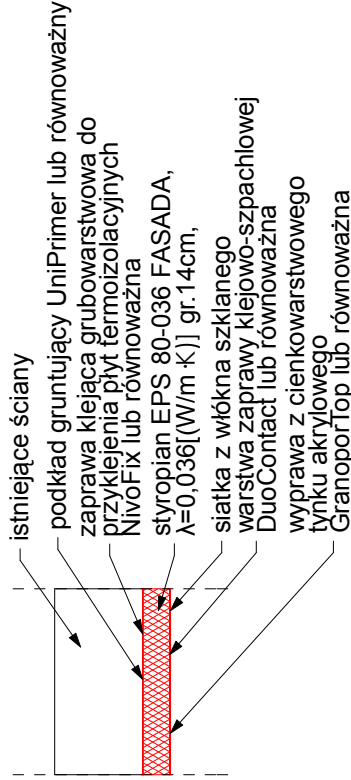 istniejące ściany
podkład gruntujący UniPrimer lub równoważny
zaprawa klejąca grubowarstwowa do
przyklejenia płyt termoizolacyjnych
NivoFix lub równoważna
styropian EPS 80-036 FASADA,
λ=0,036[(W/m·K)] gr.14cm,
siatka z włókna szklanego
warstwa zaprawy klejowo-szpachlowej
DuoContact lub równoważna
wyprawa z cienkowarstwowego
tynku akrylowego
GranoporTop lub równoważna